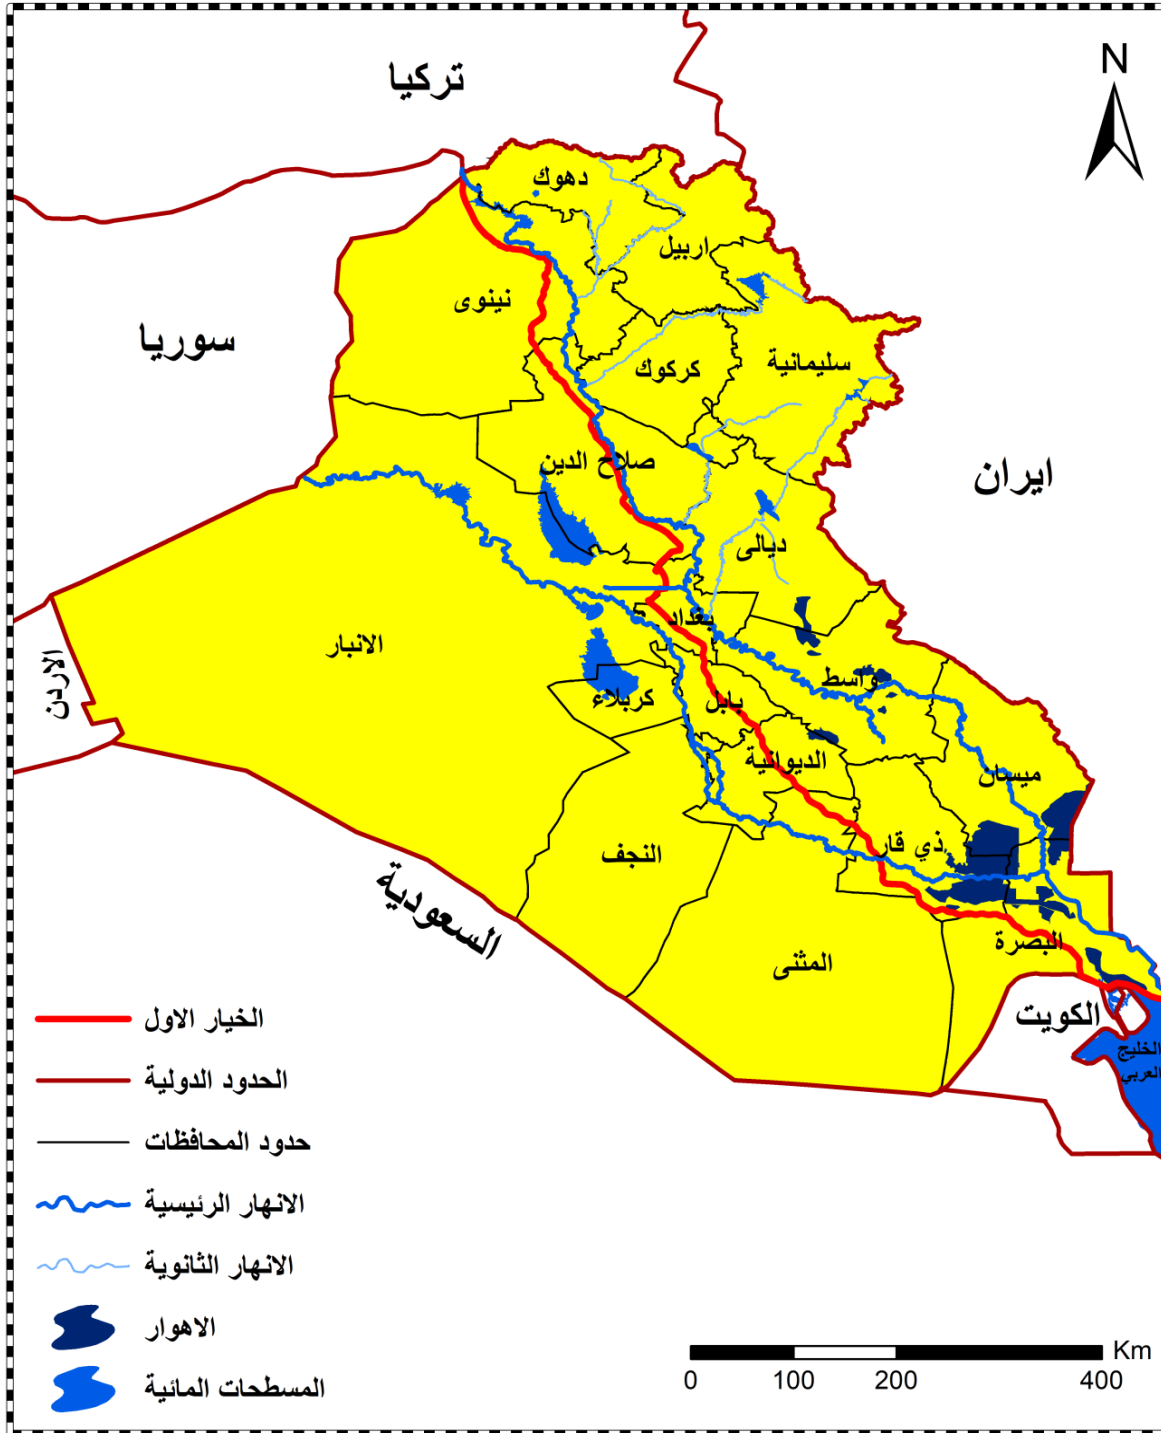 N
تركيا
دهوك
اربيل
نينوى
سوريا
سليمانية
كركوك
صلاح الدين
ايران
ديالى
بغداد
الانبار
الاردن
واسط
كربلاء
بابل
الديوانية
ميسان
ذي قار
النجف
السعودية
البصرة
المثنى
الكويت
الخليج
العربي
الخيار الاول
الحدود الدولية
حدود المحافظات
الانهار الرئيسية
الانهار الثانوية
الاهوار
المسطحات المائية
Km
0 100 200 400